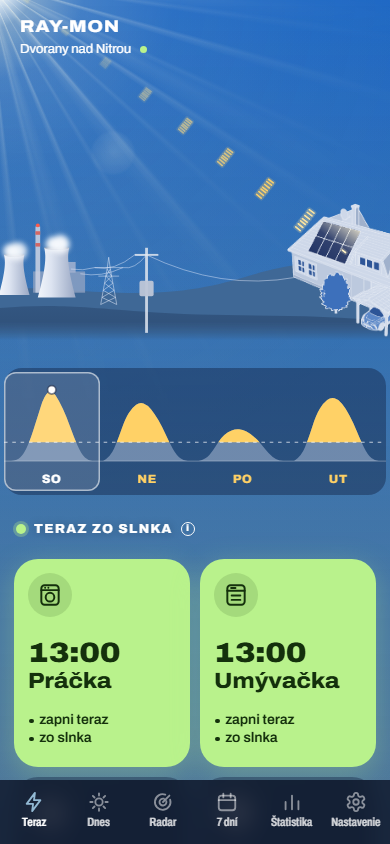 RAY-MON
Dvorany nad Nitrou
SO NE PO UT
TERAZ ZO SLNKA
13:00
Práčka
• zapni teraz
• zo slnka
13:00
Umývačka
• zapni teraz
• zo slnka
Teraz Dnes Radar 7 dní Štatistika Nastavenie